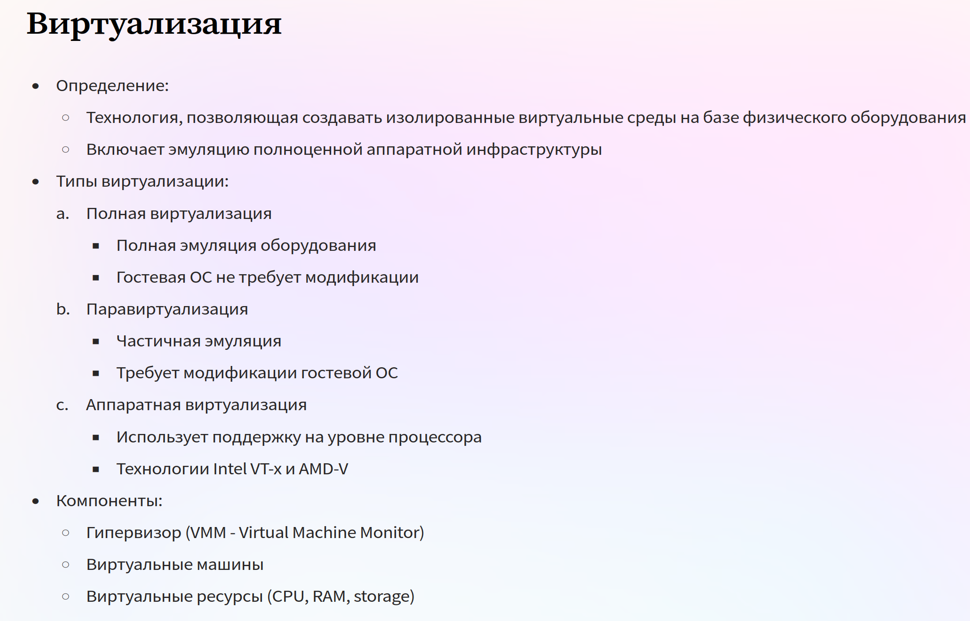 Виртуализация
● Определение:
○ Технология, позволяющая создавать изолированные виртуальные среды на базе физического оборудования
○ Включает эмуляцию полноценной аппаратной инфраструктуры
● Типы виртуализации:
a. Полная виртуализация
■ Полная эмуляция оборудования
■ Гостевая ОС не требует модификации
b. Паравиртуализация
■ Частичная эмуляция
■ Требует модификации гостевой ОС
c. Аппаратная виртуализация
■ Использует поддержку на уровне процессора
■ Технологии Intel VT-x и AMD-V
● Компоненты:
○ Гипервизор (VMM - Virtual Machine Monitor)
○ Виртуальные машины
○ Виртуальные ресурсы (CPU, RAM, storage)